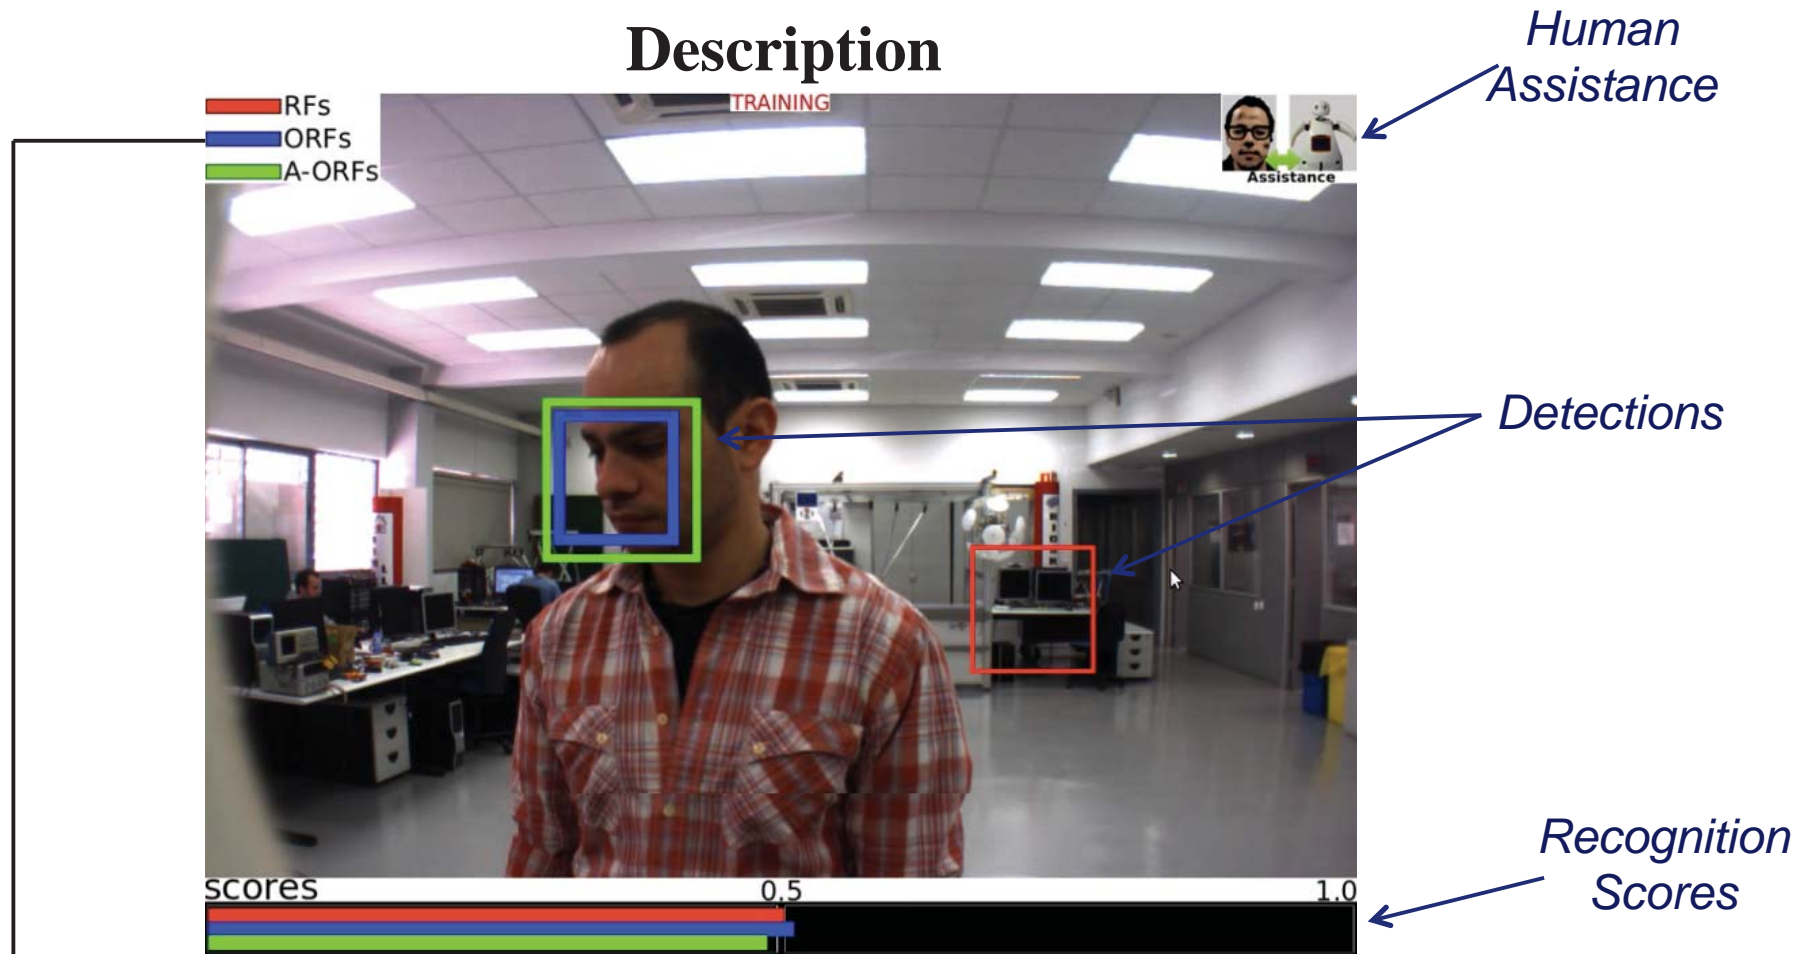 Description
Human
Assistance
RFs
TRAINING
ORFs
A-ORFs
Assistance
Detections
Recognition
Scores
scores
0.5
1.0